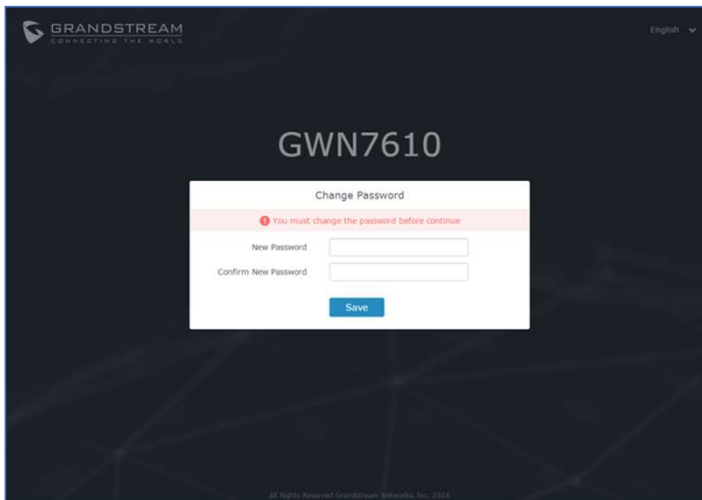 GRANDSTREAM
CONNECTING THE WORLD
English
GWN7610
Change Password
You must change the password before continue
New Password
Confirm New Password
Save
All Rights Reserved Grandstream Networks, Inc. 2016